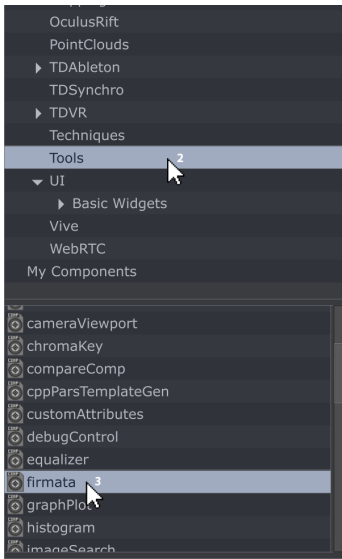 OculusRift
PointClouds
TDAbleton
TDSynchro
TDVR
Techniques
Tools 2
UI
Basic Widgets
Vive
WebRTC
My Components
cameraViewport
chromaKey
compareComp
cppParsTemplateGen
customAttributes
debugControl
equalizer
firmata 3
graphPlot
histogram
imageSearch